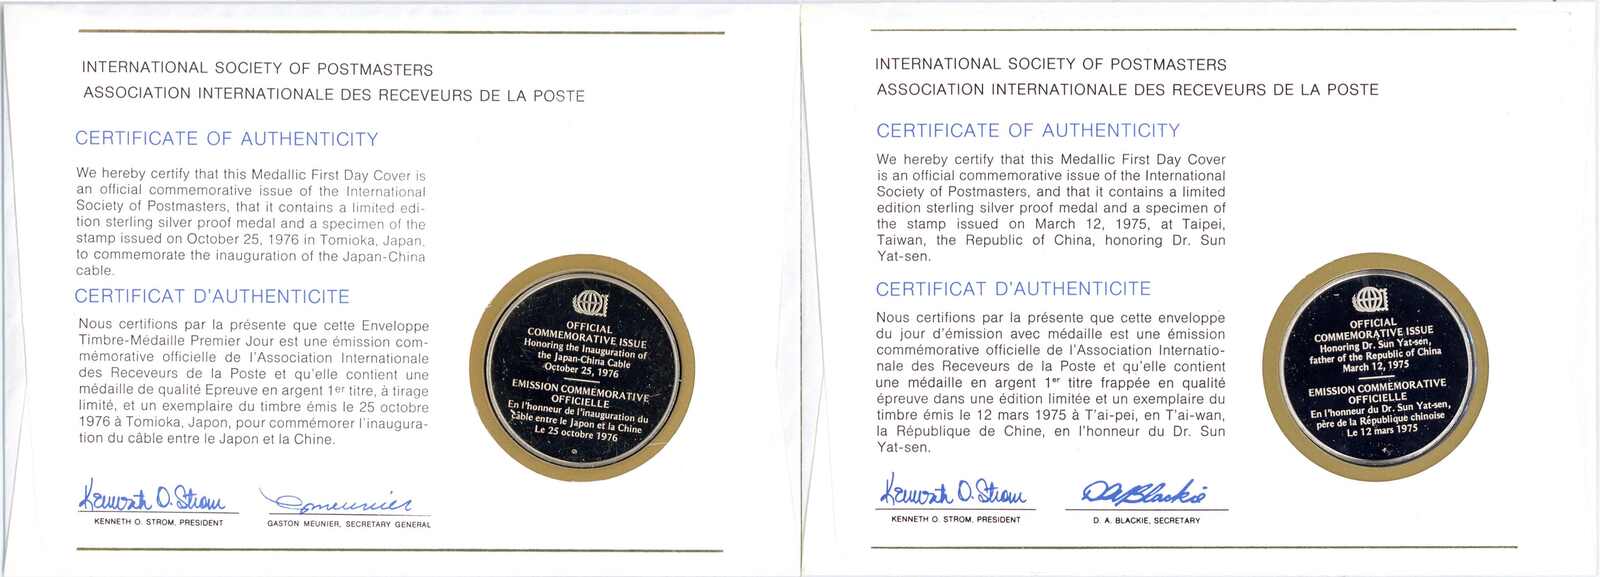 INTERNATIONAL SOCIETY OF POSTMASTERS
ASSOCIATION INTERNATIONALE DES RECEVEURS DE LA POSTE
CERTIFICATE OF AUTHENTICITY
We hereby certify that this Medallic First Day Cover is
an official commemorative issue of the International
Society of Postmasters, that it contains a limited edi-
tion sterling silver proof medal and a specimen of the
stamp issued on October 25, 1976 in Tomioka, Japan,
to commemorate the inauguration of the Japan-China
cable.
CERTIFICAT D'AUTHENTICITE
Nous certifions par la présente que cette Enveloppe
Timbre-Médaille Premier Jour est une émission com-
mémorative officielle de l'Association Internationale
des Receveurs de la Poste et qu'elle contient une
médaille de qualité Epreuve en argent 1er titre, à tirage
limité, et un exemplaire du timbre émis le 25 octobre
1976 à Tomioka, Japon, pour commémorer l'inaugura-
tion du câble entre le Japon et la Chine.
Kenneth O. Strom
G Meunier
KENNETH O. STROM, PRESIDENT
GASTON MEUNIER, SECRETARY GENERAL
OFFICIAL
COMMEMORATIVE ISSUE
Honoring the Inauguration of
the Japan-China Cable
October 25, 1976
EMISSION COMMEMORATIVE
OFFICIELLE
En l'honneur de l'inauguration du
câble entre le Japon et la Chine
Le 25 octobre 1976
INTERNATIONAL SOCIETY OF POSTMASTERS
ASSOCIATION INTERNATIONALE DES RECEVEURS DE LA POSTE
CERTIFICATE OF AUTHENTICITY
We hereby certify that this Medallic First Day Cover
is an official commemorative issue of the International
Society of Postmasters, and that it contains a limited
edition sterling silver proof medal and a specimen of
the stamp issued on March 12, 1975, at Taipei,
Taiwan, the Republic of China, honoring Dr. Sun
Yat-sen.
CERTIFICAT D'AUTHENTICITE
Nous certifions par la présente que cette enveloppe
du jour d'émission avec médaille est une émission
commémorative officielle de l'Association Internatio-
nale des Receveurs de la Poste et qu'elle contient
une médaille en argent 1er titre frappée en qualité
épreuve dans une édition limitée et un exemplaire du
timbre émis le 12 mars 1975 à T'ai-pei, en T'ai-wan,
la République de Chine, en l'honneur du Dr. Sun
Yat-sen.
Kenneth O. Strom
D A Blackie
KENNETH O. STROM, PRESIDENT
D. A. BLACKIE, SECRETARY
OFFICIAL
COMMEMORATIVE ISSUE
Honoring Dr. Sun Yat-sen,
father of the Republic of China
March 12, 1975
EMISSION COMMEMORATIVE
OFFICIELLE
En l'honneur du Dr. Sun Yat-sen,
père de la République chinoise
Le 12 mars 1975